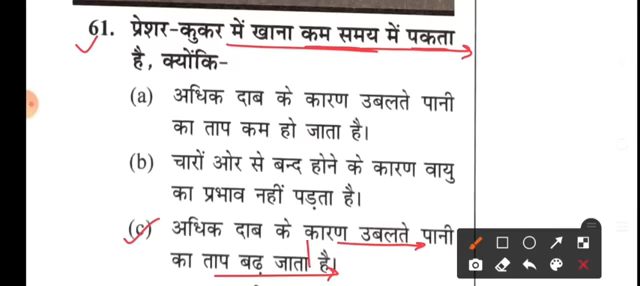 61. प्रेशर-कुकर में खाना कम समय में पकता
है, क्योंकि-
(a) अधिक दाब के कारण उबलते पानी
का ताप कम हो जाता है।
(b) चारों ओर से बन्द होने के कारण वायु
का प्रभाव नहीं पड़ता है।
(c) अधिक दाब के कारण उबलते पानी
का ताप बढ़ जाता है।